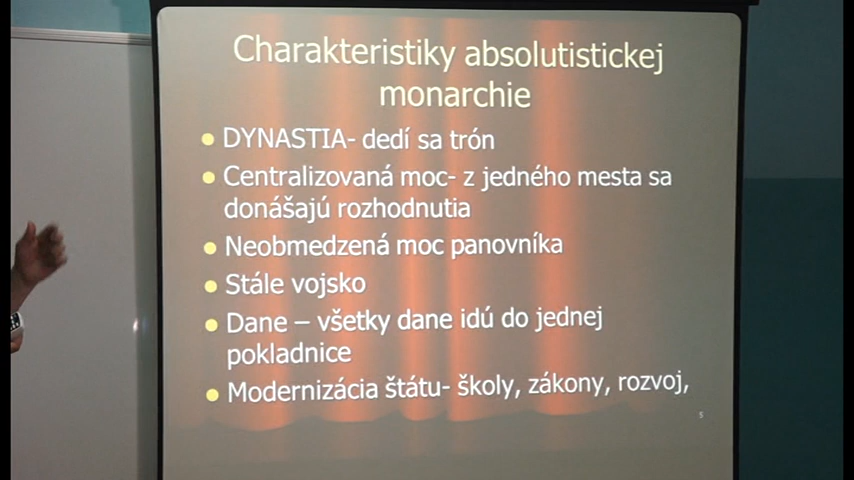 Charakteristiky absolutistickej
monarchie
DYNASTIA- dedí sa trón
Centralizovaná moc- z jedného mesta sa
donášajú rozhodnutia
Neobmedzená moc panovníka
Stále vojsko
Dane – všetky dane idú do jednej
pokladnice
Modernizácia štátu- školy, zákony, rozvoj,
5